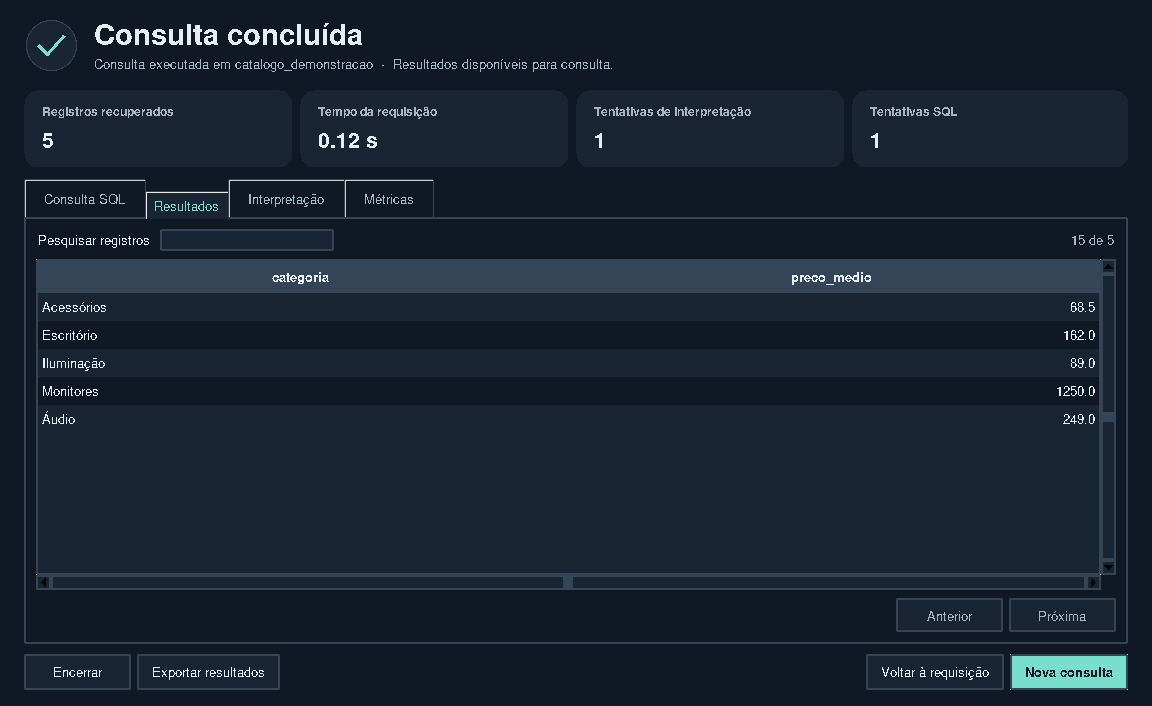 Consulta concluída
Consulta executada em catalogo_demonstracao · Resultados disponíveis para consulta.
Registros recuperados Tempo da requisição Tentativas de interpretação Tentativas SQL
5 0.12 s 1 1
Consulta SQL Resultados Interpretação Métricas
Pesquisar registros 15 de 5
categoria preco_medio
Acessórios 68.5
Escritório 162.0
Iluminação 89.0
Monitores 1250.0
Áudio 249.0
Anterior Próxima
Encerrar Exportar resultados Voltar à requisição Nova consulta